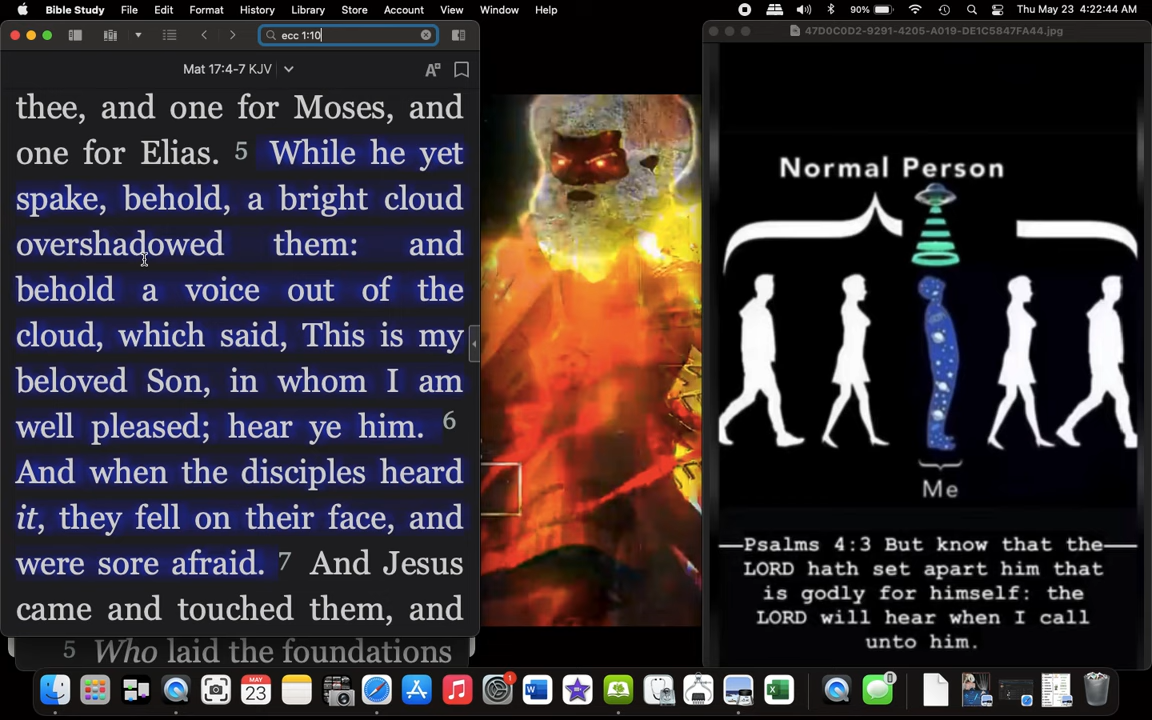 Bible Study File Edit Format History Library Store Account View Window Help
90% Thu May 23 4:22:44 AM
ecc 1:10
47D0C0D2-9291-4205-A019-DE1C5847FA44.jpg
Mat 17:4-7 KJV
thee, and one for Moses, and
one for Elias. 5 While he yet
spake, behold, a bright cloud
overshadowed them: and
behold a voice out of the
cloud, which said, This is my
beloved Son, in whom I am
well pleased; hear ye him. 6
And when the disciples heard
it, they fell on their face, and
were sore afraid. 7 And Jesus
came and touched them, and
5 Who laid the foundations
Normal Person
Me
Psalms 4:3 But know that the
LORD hath set apart him that
is godly for himself: the
LORD will hear when I call
unto him.
MAY
23
1